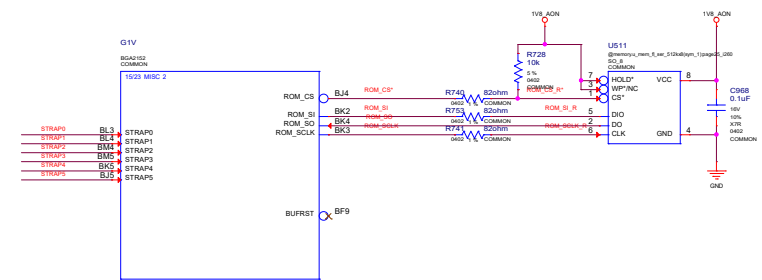 1V8_AON
1V8_AON
G1V
BGA2152
COMMON
15/23 MISC 2
STRAP0
BL3
STRAP0
STRAP1
BL4
STRAP1
STRAP2
BM4
STRAP2
STRAP3
BM5
STRAP3
STRAP4
BK5
STRAP4
STRAP5
BJ5
STRAP5
ROM_CS
BJ4
ROM_CS*
ROM_SI
BK2
ROM_SI
ROM_SO
BK4
ROM_SO
ROM_SCLK
BK3
ROM_SCLK
BUFRST
BF9
R740
82ohm
0402
COMMON
R753
82ohm
0402
COMMON
R741
82ohm
0402
COMMON
R728
10k
5 %
0402
COMMON
ROM_CS_R*
ROM_SI_R
ROM_SCLK_R
U511
SO_8
COMMON
7
HOLD*
3
WP*/NC
1
CS*
5
DIO
2
DO
6
CLK
VCC
8
GND
4
C968
0.1uF
16V
10%
X7R
0402
COMMON
GND